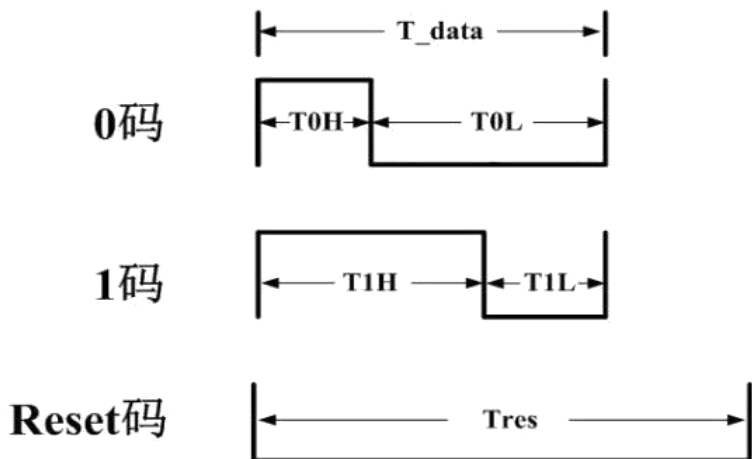 T_data
0码
T0H
T0L
1码
T1H
T1L
Reset码
Tres